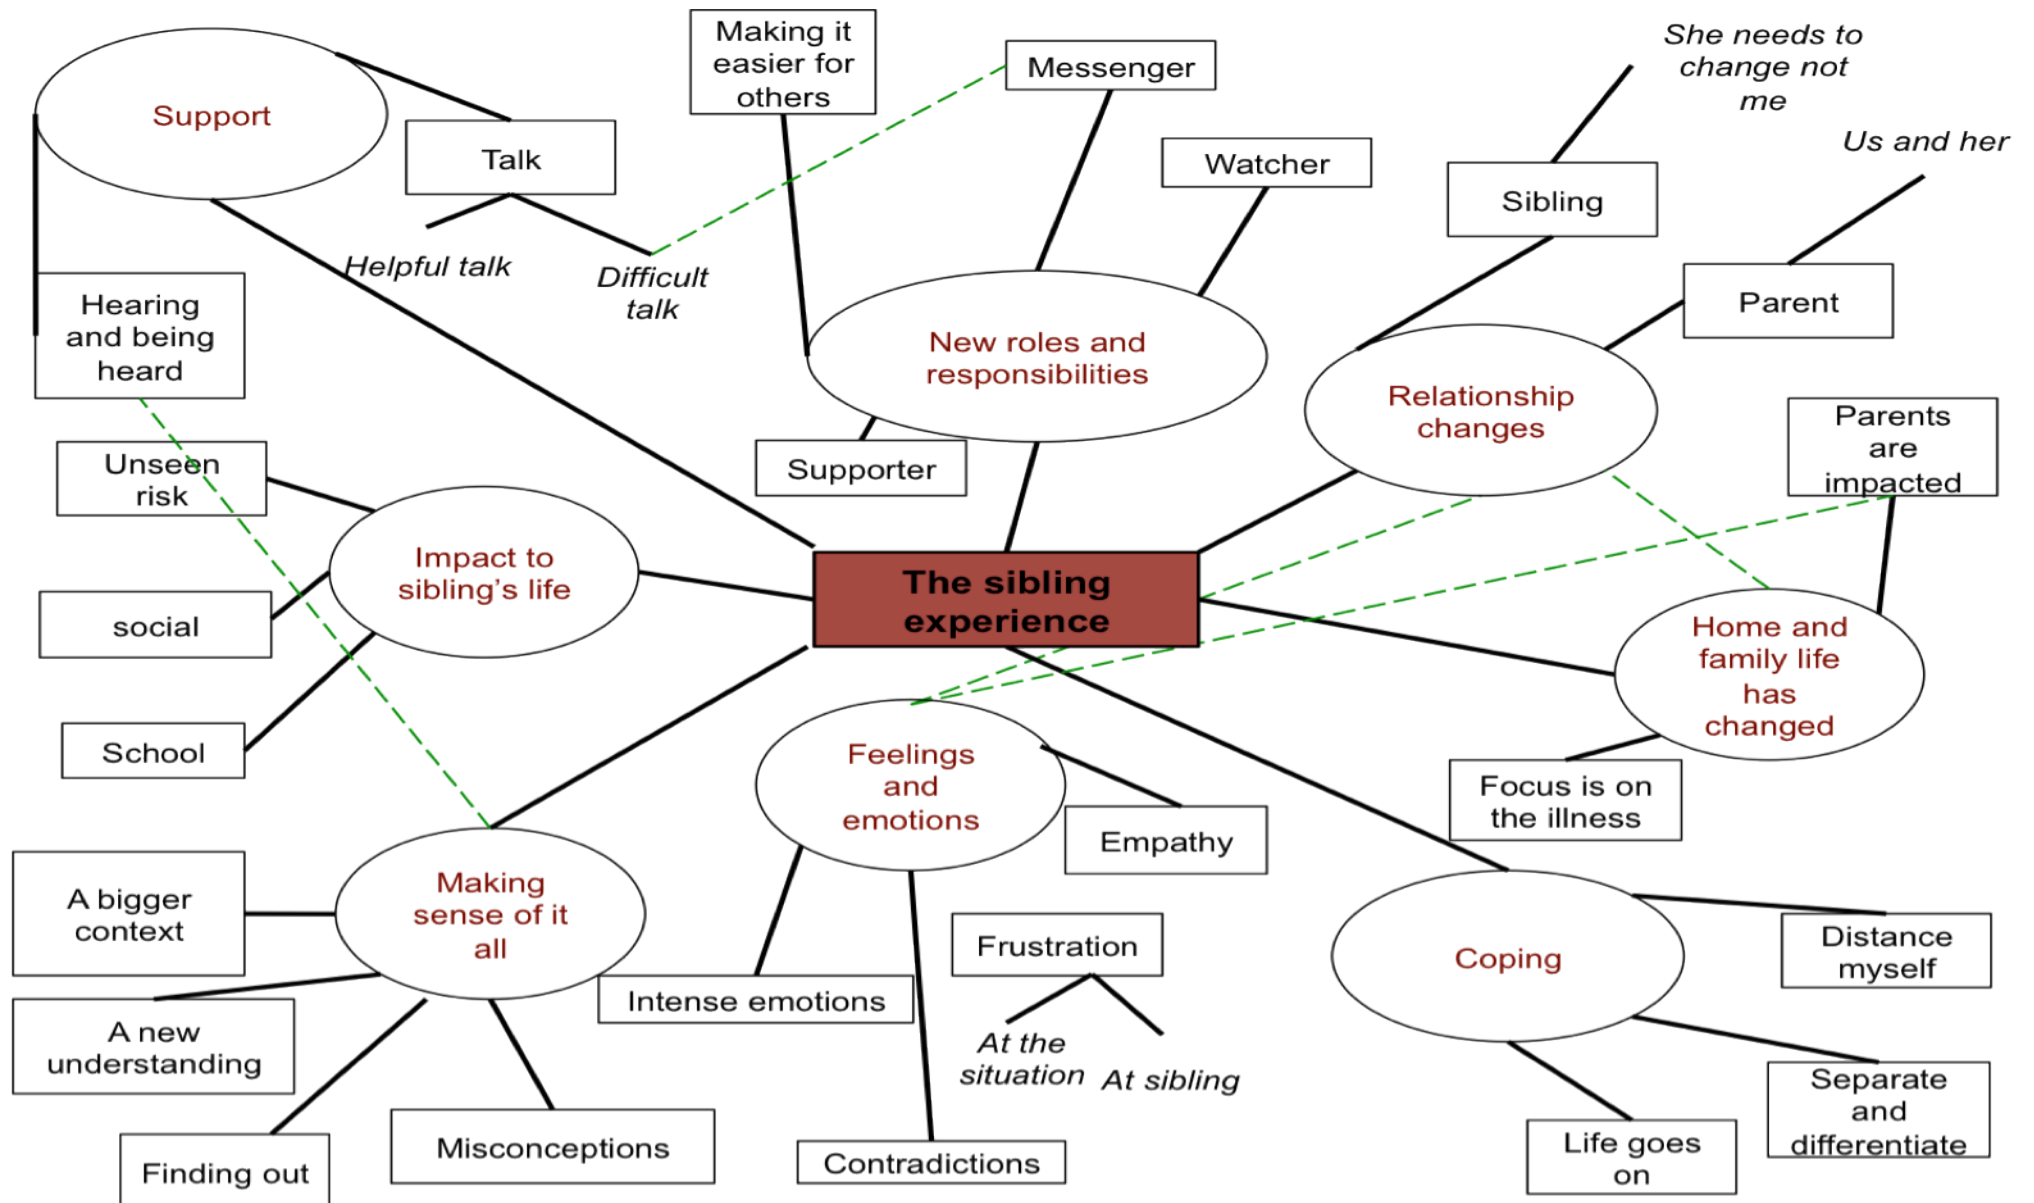 Support
Talk
Helpful talk
Difficult
talk
Hearing
and being
heard
Making it
easier for
others
Messenger
Watcher
New roles and
responsibilities
Supporter
She needs to
change not
me
Us and her
Sibling
Parent
Relationship
changes
Parents
are
impacted
Unseen
risk
social
School
Impact to
sibling's life
The sibling
experience
Home and
family life
has
changed
Focus is on
the illness
Feelings
and
emotions
Empathy
Intense emotions
Frustration
At the
situation
At sibling
Contradictions
Making
sense of it
all
A bigger
context
A new
understanding
Finding out
Misconceptions
Coping
Distance
myself
Separate
and
differentiate
Life goes
on